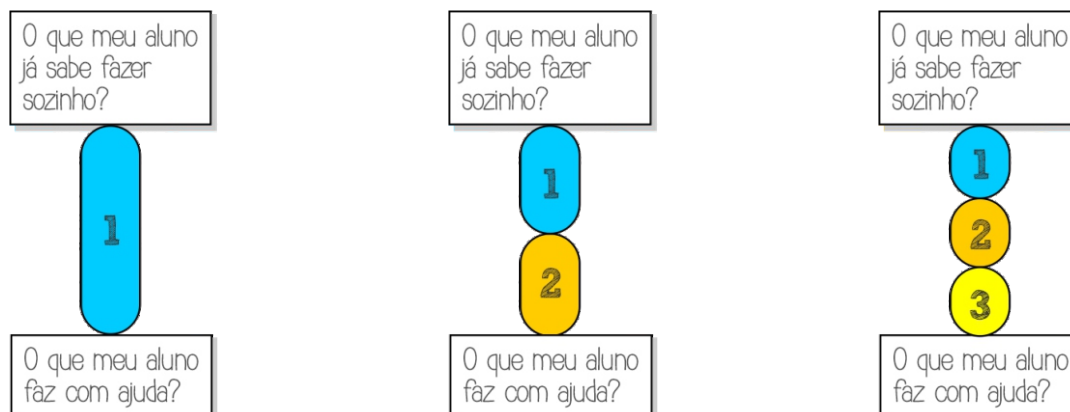 O que meu aluno
já sabe fazer
sozinho?
1
O que meu aluno
faz com ajuda?
O que meu aluno
já sabe fazer
sozinho?
1
2
O que meu aluno
faz com ajuda?
O que meu aluno
já sabe fazer
sozinho?
1
2
3
O que meu aluno
faz com ajuda?